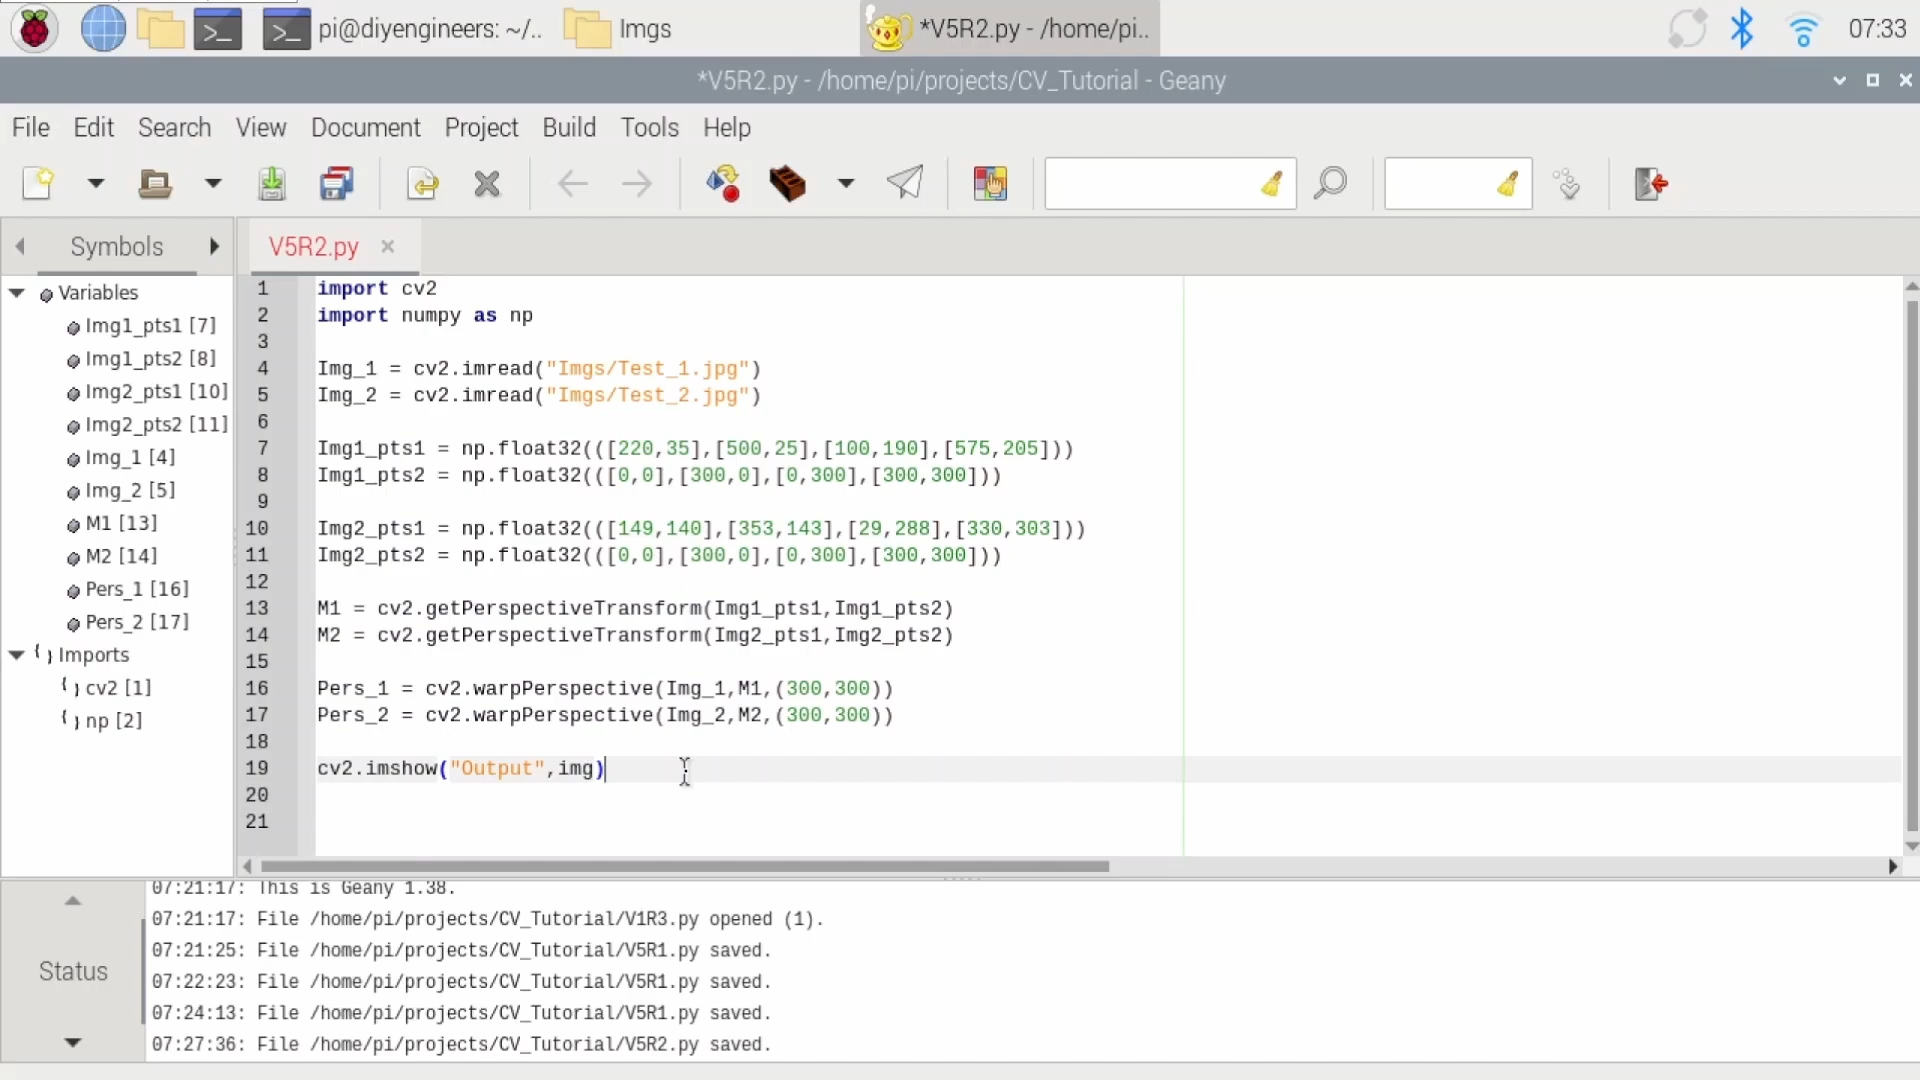 pi@diyengineers: ~/..
Imgs
*V5R2.py - /home/pi..
07:33
*V5R2.py - /home/pi/projects/CV_Tutorial - Geany
File Edit Search View Document Project Build Tools Help
Symbols
V5R2.py
Variables
Img1_pts1 [7]
Img1_pts2 [8]
Img2_pts1 [10]
Img2_pts2 [11]
Img_1 [4]
Img_2 [5]
M1 [13]
M2 [14]
Pers_1 [16]
Pers_2 [17]
Imports
cv2 [1]
np [2]
1 import cv2
2 import numpy as np
3
4 Img_1 = cv2.imread("Imgs/Test_1.jpg")
5 Img_2 = cv2.imread("Imgs/Test_2.jpg")
6
7 Img1_pts1 = np.float32(([220,35],[500,25],[100,190],[575,205]))
8 Img1_pts2 = np.float32(([0,0],[300,0],[0,300],[300,300]))
9
10 Img2_pts1 = np.float32(([149,140],[353,143],[29,288],[330,303]))
11 Img2_pts2 = np.float32(([0,0],[300,0],[0,300],[300,300]))
12
13 M1 = cv2.getPerspectiveTransform(Img1_pts1,Img1_pts2)
14 M2 = cv2.getPerspectiveTransform(Img2_pts1,Img2_pts2)
15
16 Pers_1 = cv2.warpPerspective(Img_1,M1,(300,300))
17 Pers_2 = cv2.warpPerspective(Img_2,M2,(300,300))
18
19 cv2.imshow("Output",img)
20
21
Status
07:21:17: This is Geany 1.38.
07:21:17: File /home/pi/projects/CV_Tutorial/V1R3.py opened (1).
07:21:25: File /home/pi/projects/CV_Tutorial/V5R1.py saved.
07:22:23: File /home/pi/projects/CV_Tutorial/V5R1.py saved.
07:24:13: File /home/pi/projects/CV_Tutorial/V5R1.py saved.
07:27:36: File /home/pi/projects/CV_Tutorial/V5R2.py saved.